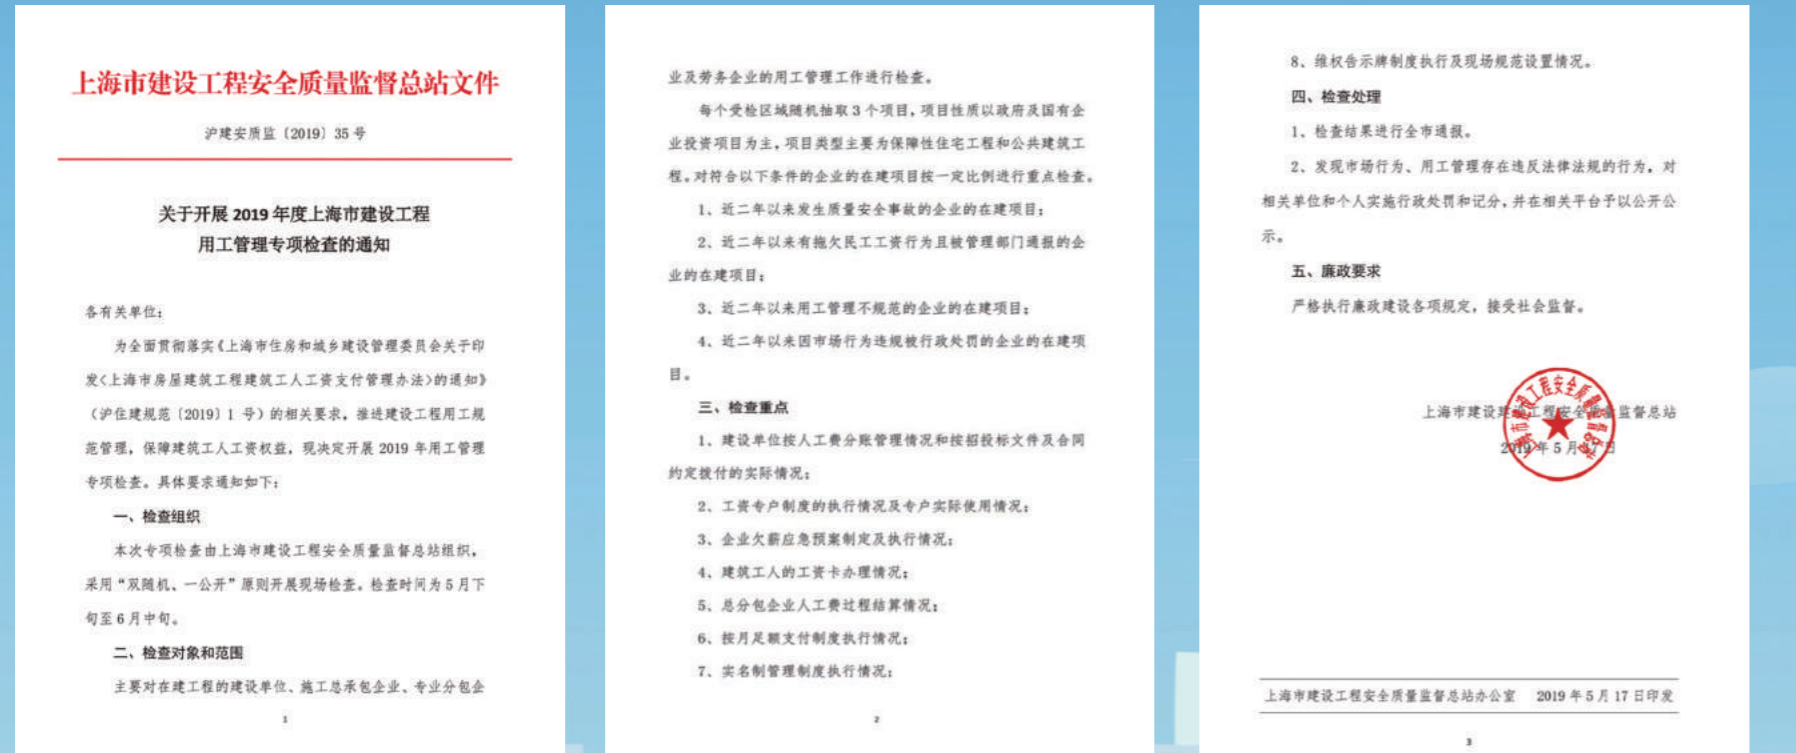 上海市建设工程安全质量监督总站文件
沪建安质监〔2019〕35 号
关于开展 2019 年度上海市建设工程
用工管理专项检查的通知
各有关单位：
为全面贯彻落实《上海市住房和城乡建设管理委员会关于印
发<上海市房屋建筑工程建筑工人工资支付管理办法>的通知》
（沪住建规范〔2019〕1 号）的相关要求，推进建设工程用工规
范管理，保障建筑工人工资权益，现决定开展 2019 年用工管理
专项检查。具体要求通知如下：
一、检查组织
本次专项检查由上海市建设工程安全质量监督总站组织，
采用“双随机、一公开”原则开展现场检查。检查时间为 5 月下
旬至 6 月中旬。
二、检查对象和范围
主要对在建工程的建设单位、施工总承包企业、专业分包企
1
业及劳务企业的用工管理工作进行检查。
每个受检区域随机抽取 3 个项目，项目性质以政府及国有企
业投资项目为主，项目类型主要为保障性住宅工程和公共建筑工
程。对符合以下条件的企业的在建项目按一定比例进行重点检查。
1、近二年以来发生质量安全事故的企业的在建项目；
2、近二年以来有拖欠民工工资行为且被管理部门通报的企
业的在建项目；
3、近二年以来用工管理不规范的企业的在建项目；
4、近二年以来因市场行为违规被行政处罚的企业的在建项
目。
三、检查重点
1、建设单位按人工费分账管理情况和按招投标文件及合同
约定拨付的实际情况；
2、工资专户制度的执行情况及专户实际使用情况；
3、企业欠薪应急预案制定及执行情况；
4、建筑工人的工资卡办理情况；
5、总分包企业人工费过程结算情况；
6、按月足额支付制度执行情况；
7、实名制管理制度执行情况；
2
8、维权告示牌制度执行及现场规范设置情况。
四、检查处理
1、检查结果进行全市通报。
2、发现市场行为、用工管理存在违反法律法规的行为，对
相关单位和个人实施行政处罚和记分，并在相关平台予以公开公
示。
五、廉政要求
严格执行廉政建设各项规定，接受社会监督。
上海市建设建设工程安全质量监督总站
2019 年 5 月 17 日
上海市建设工程安全质量监督总站办公室 2019 年 5 月 17 日印发
3